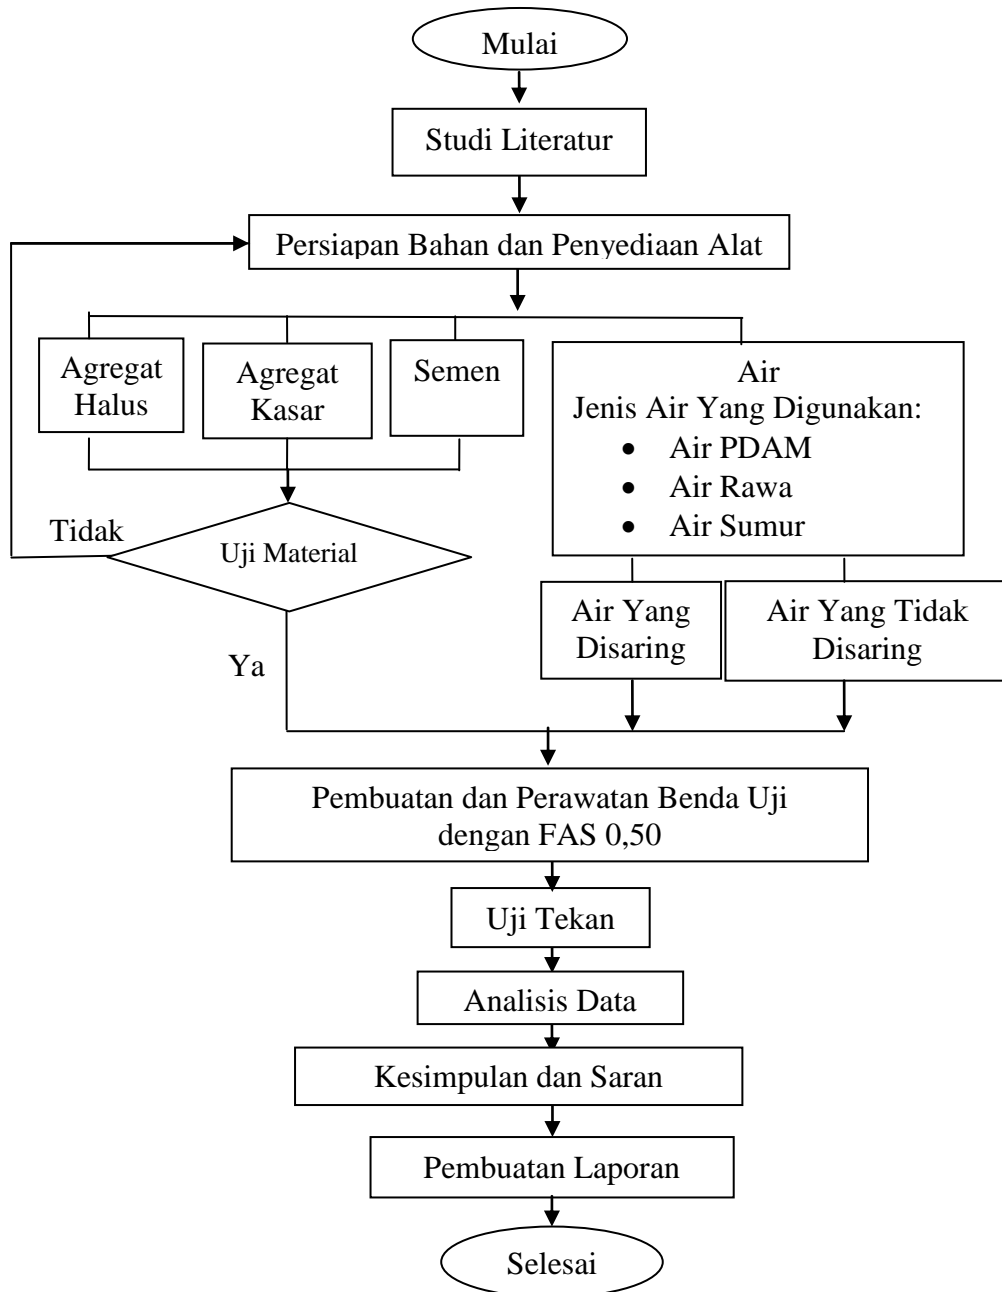 Mulai
Studi Literatur
Persiapan Bahan dan Penyediaan Alat
Agregat
Halus
Agregat
Kasar
Semen
Air
Jenis Air Yang Digunakan:
• Air PDAM
• Air Rawa
• Air Sumur
Tidak
Uji Material
Air Yang
Disaring
Air Yang Tidak
Disaring
Ya
Pembuatan dan Perawatan Benda Uji
dengan FAS 0,50
Uji Tekan
Analisis Data
Kesimpulan dan Saran
Pembuatan Laporan
Selesai